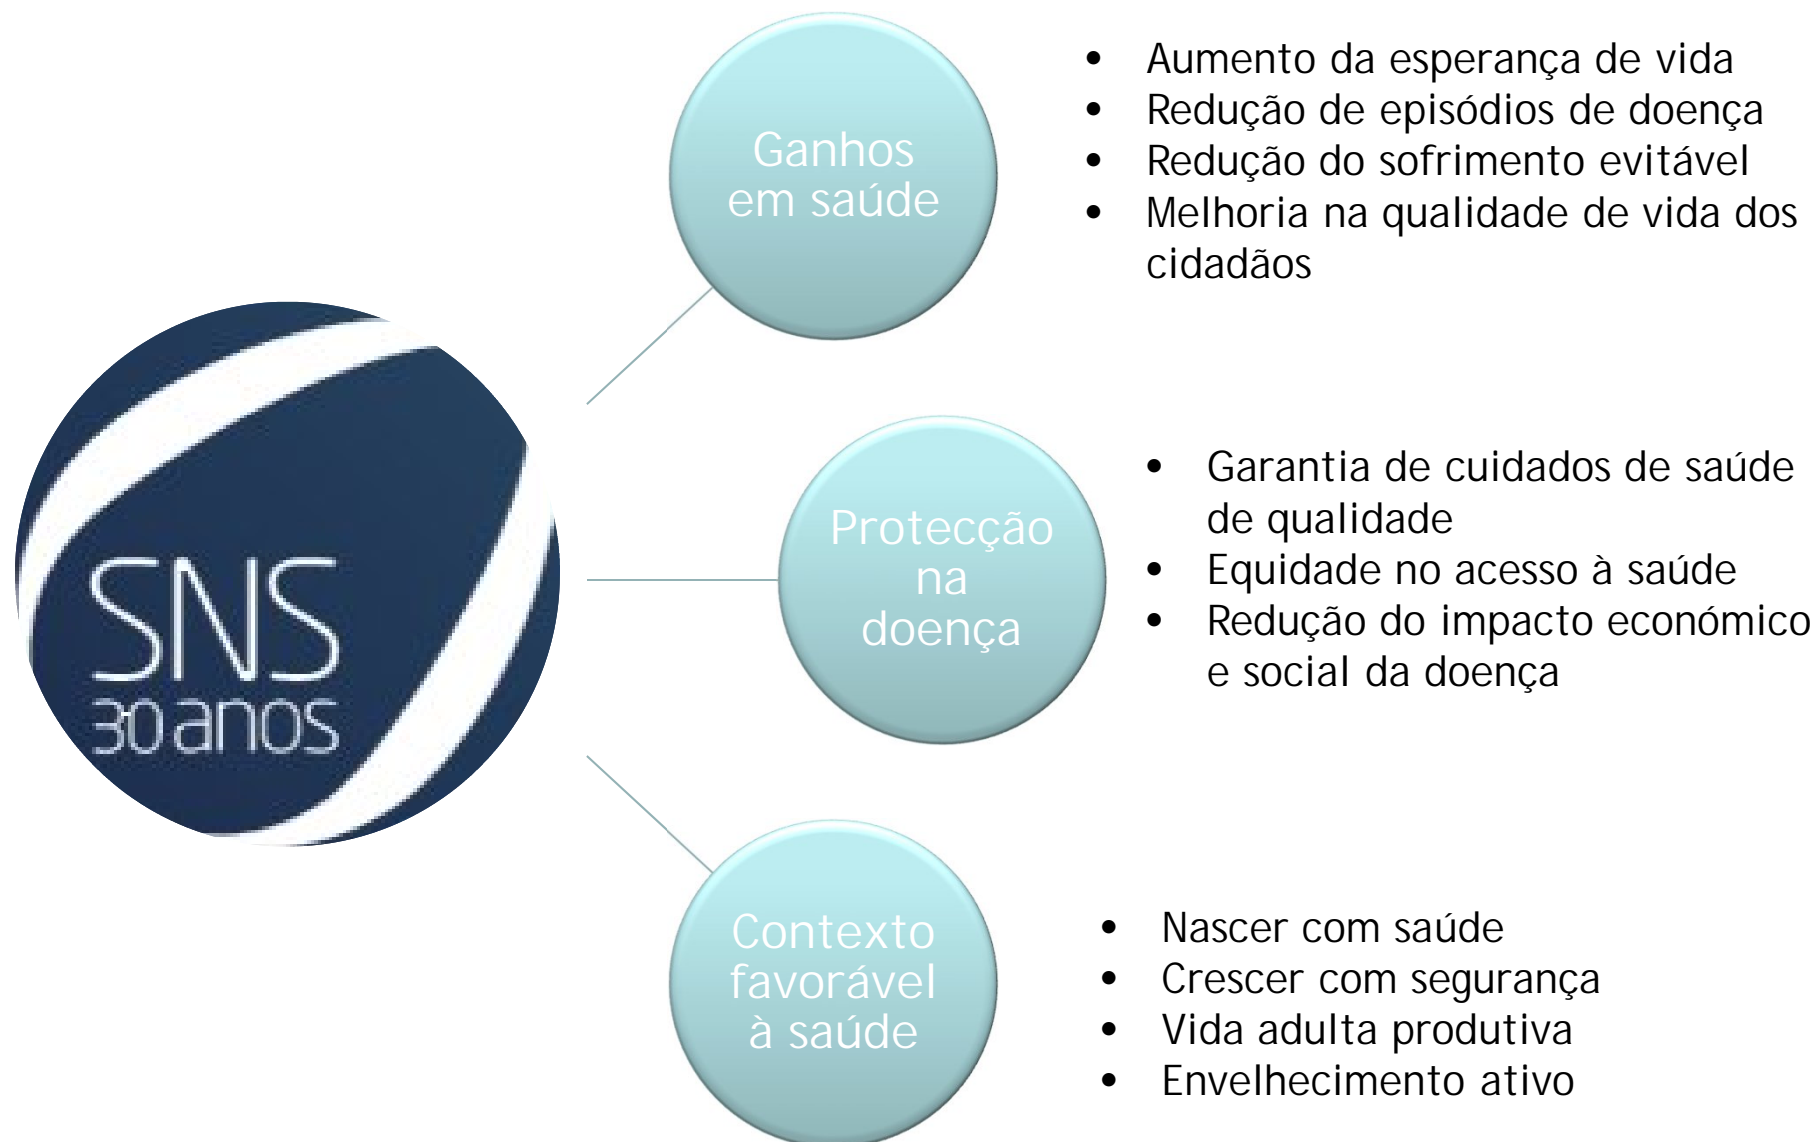 SNS
30 anos
Ganhos
em saúde
• Aumento da esperança de vida
• Redução de episódios de doença
• Redução do sofrimento evitável
• Melhoria na qualidade de vida dos
cidadãos
Protecção
na
doença
• Garantia de cuidados de saúde
de qualidade
• Equidade no acesso à saúde
• Redução do impacto económico
e social da doença
Contexto
favorável
à saúde
• Nascer com saúde
• Crescer com segurança
• Vida adulta produtiva
• Envelhecimento ativo